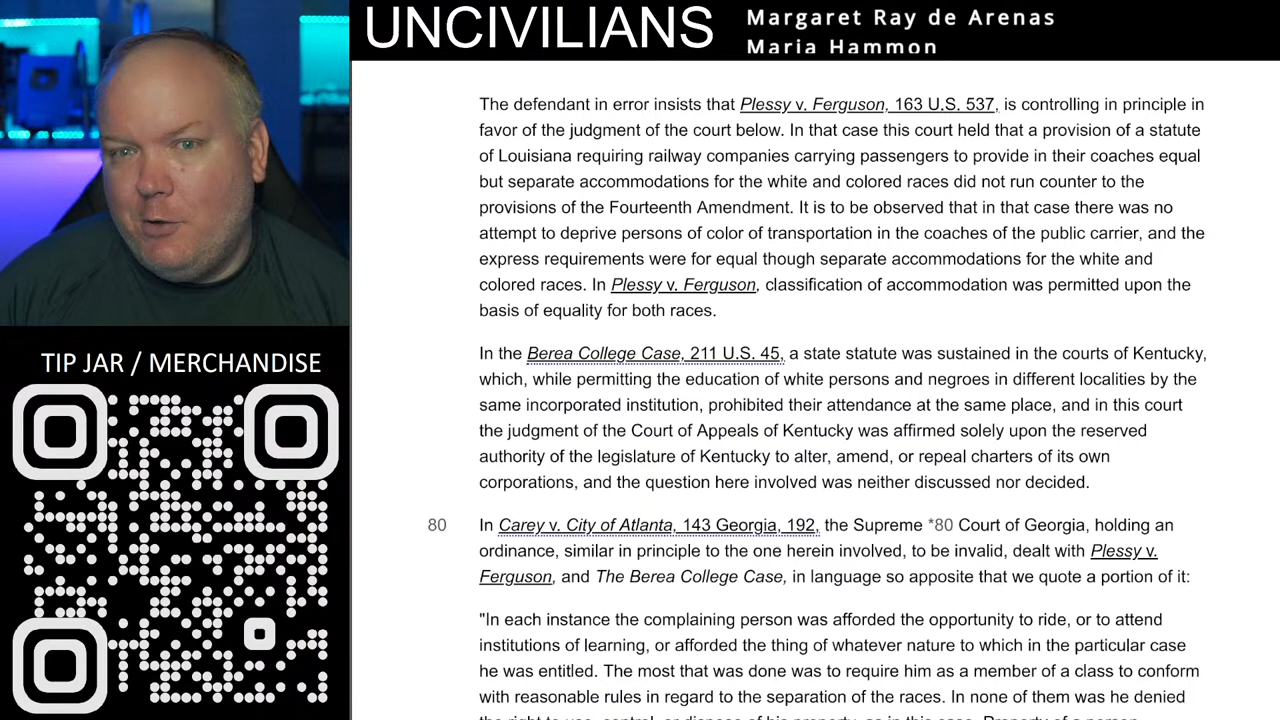 UNCIVILIANS
Margaret Ray de Arenas
Maria Hammon
TIP JAR / MERCHANDISE
The defendant in error insists that Plessy v. Ferguson, 163 U.S. 537, is controlling in principle in
favor of the judgment of the court below. In that case this court held that a provision of a statute
of Louisiana requiring railway companies carrying passengers to provide in their coaches equal
but separate accommodations for the white and colored races did not run counter to the
provisions of the Fourteenth Amendment. It is to be observed that in that case there was no
attempt to deprive persons of color of transportation in the coaches of the public carrier, and the
express requirements were for equal though separate accommodations for the white and
colored races. In Plessy v. Ferguson, classification of accommodation was permitted upon the
basis of equality for both races.
In the Berea College Case, 211 U.S. 45, a state statute was sustained in the courts of Kentucky,
which, while permitting the education of white persons and negroes in different localities by the
same incorporated institution, prohibited their attendance at the same place, and in this court
the judgment of the Court of Appeals of Kentucky was affirmed solely upon the reserved
authority of the legislature of Kentucky to alter, amend, or repeal charters of its own
corporations, and the question here involved was neither discussed nor decided.
80 In Carey v. City of Atlanta, 143 Georgia, 192, the Supreme *80 Court of Georgia, holding an
ordinance, similar in principle to the one herein involved, to be invalid, dealt with Plessy v.
Ferguson, and The Berea College Case, in language so apposite that we quote a portion of it:
"In each instance the complaining person was afforded the opportunity to ride, or to attend
institutions of learning, or afforded the thing of whatever nature to which in the particular case
he was entitled. The most that was done was to require him as a member of a class to conform
with reasonable rules in regard to the separation of the races. In none of them was he denied
the right to use, control, or dispose of his property, as in this case. Property of a person,